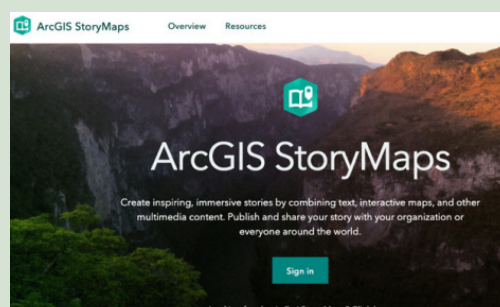 ArcGIS StoryMaps Overview Resources
ArcGIS StoryMaps
Create inspiring, immersive stories by combining text, interactive maps, and other
multimedia content. Publish and share your story with your organization or
everyone around the world.
Sign in